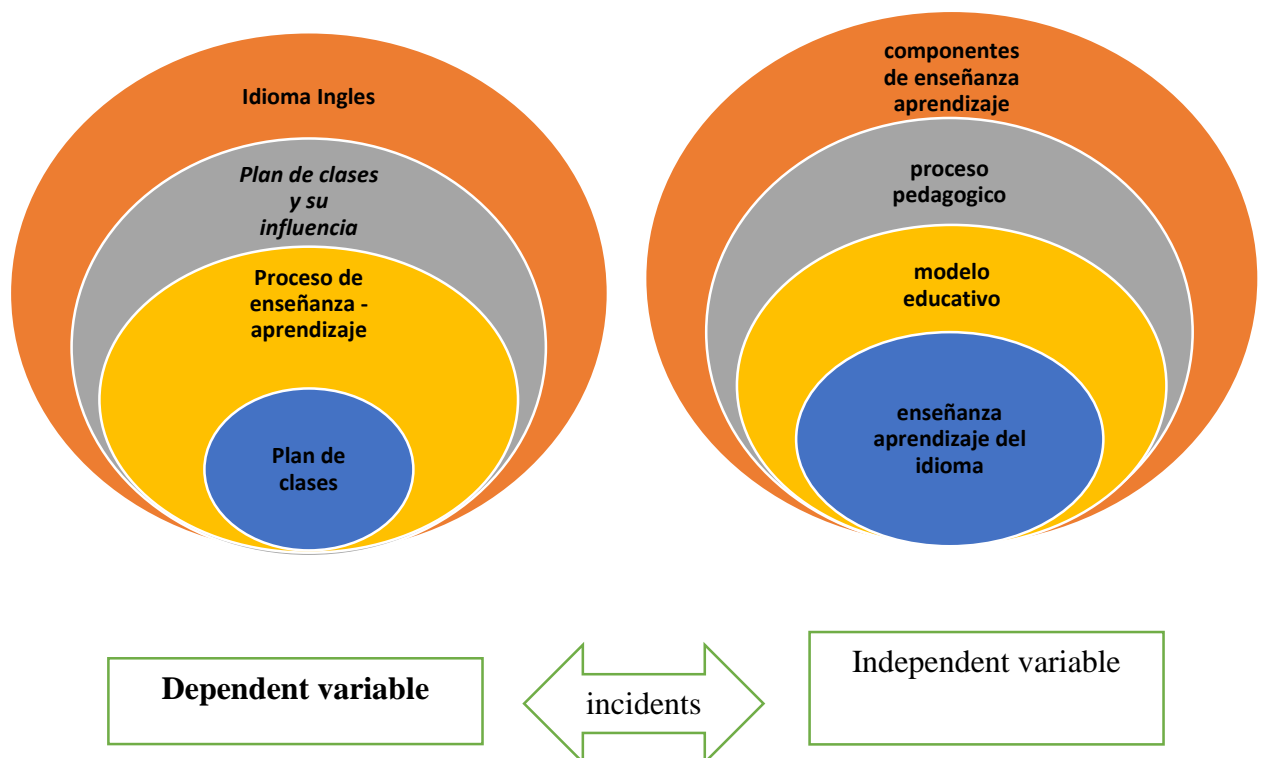 Idioma Ingles
Plan de clases
y su
influencia
Proceso de
enseñanza -
aprendizaje
Plan de
clases
componentes
de enseñanza
aprendizaje
proceso
pedagogico
modelo
educativo
enseñanza
aprendizaje del
idioma
Dependent variable
incidents
Independent variable